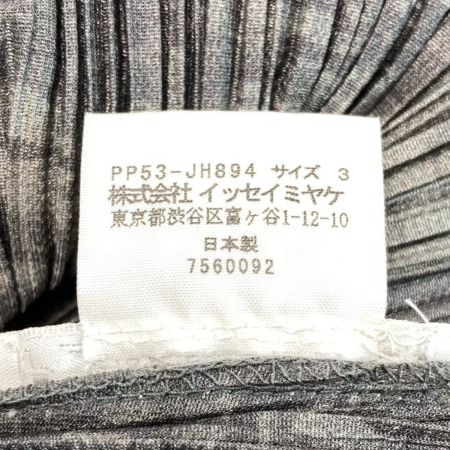 PP53-JH894 サイズ 3
株式会社 イッセイミヤケ
東京都渋谷区富ヶ谷1-12-10
日本製
7560092